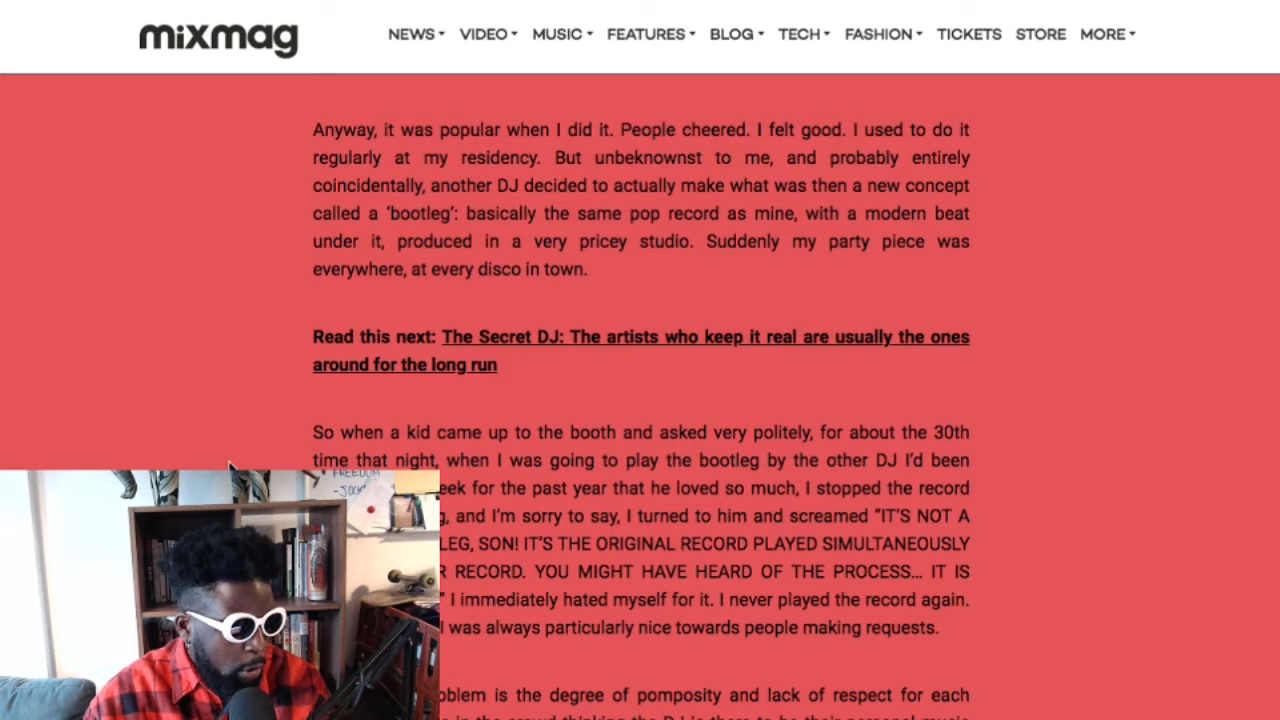 mixmag
NEWS VIDEO MUSIC FEATURES BLOG TECH FASHION TICKETS STORE MORE
Anyway, it was popular when I did it. People cheered. I felt good. I used to do it
regularly at my residency. But unbeknownst to me, and probably entirely
coincidentally, another DJ decided to actually make what was then a new concept
called a ‘bootleg’: basically the same pop record as mine, with a modern beat
under it, produced in a very pricey studio. Suddenly my party piece was
everywhere, at every disco in town.
Read this next: The Secret DJ: The artists who keep it real are usually the ones
around for the long run
So when a kid came up to the booth and asked very politely, for about the 30th
time that night, when I was going to play the bootleg by the other DJ I’d been
for the past year that he loved so much, I stopped the record
and I’m sorry to say, I turned to him and screamed “IT’S NOT A
SON! IT’S THE ORIGINAL RECORD PLAYED SIMULTANEOUSLY
RECORD. YOU MIGHT HAVE HEARD OF THE PROCESS... IT IS
I immediately hated myself for it. I never played the record again.
I was always particularly nice towards people making requests.
is the degree of pomposity and lack of respect for each
FREEDOM